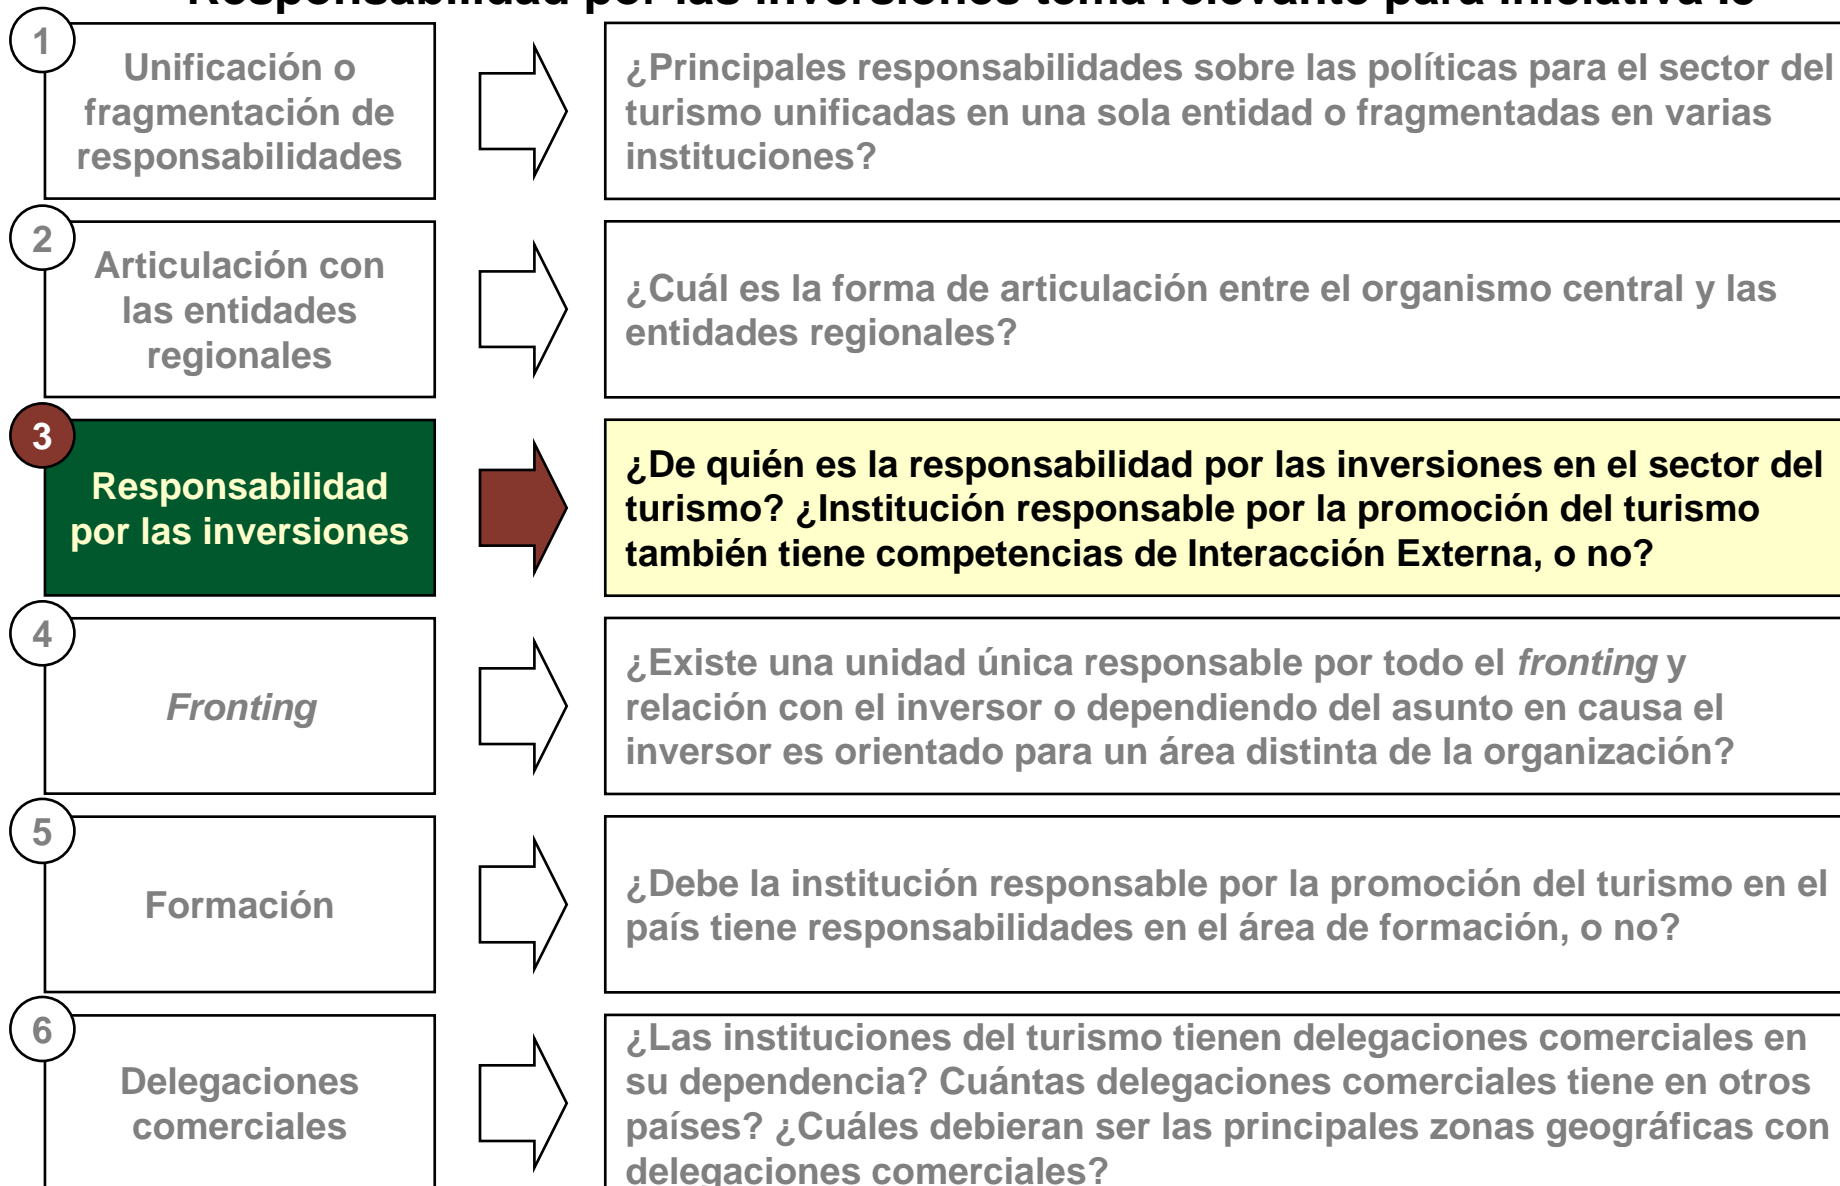 Responsabilidad por las inversiones tema relevante para iniciativa
1
Unificación o
fragmentación de
responsabilidades
¿Principales responsabilidades sobre las políticas para el sector del
turismo unificadas en una sola entidad o fragmentadas en varias
instituciones?
2
Articulación con
las entidades
regionales
¿Cuál es la forma de articulación entre el organismo central y las
entidades regionales?
3
Responsabilidad
por las inversiones
¿De quién es la responsabilidad por las inversiones en el sector del
turismo? ¿Institución responsable por la promoción del turismo
también tiene competencias de Interacción Externa, o no?
4
Fronting
¿Existe una unidad única responsable por todo el fronting y
relación con el inversor o dependiendo del asunto en causa el
inversor es orientado para un área distinta de la organización?
5
Formación
¿Debe la institución responsable por la promoción del turismo en el
país tiene responsabilidades en el área de formación, o no?
6
Delegaciones
comerciales
¿Las instituciones del turismo tienen delegaciones comerciales en
su dependencia? Cuántas delegaciones comerciales tiene en otros
países? ¿Cuáles debieran ser las principales zonas geográficas con
delegaciones comerciales?